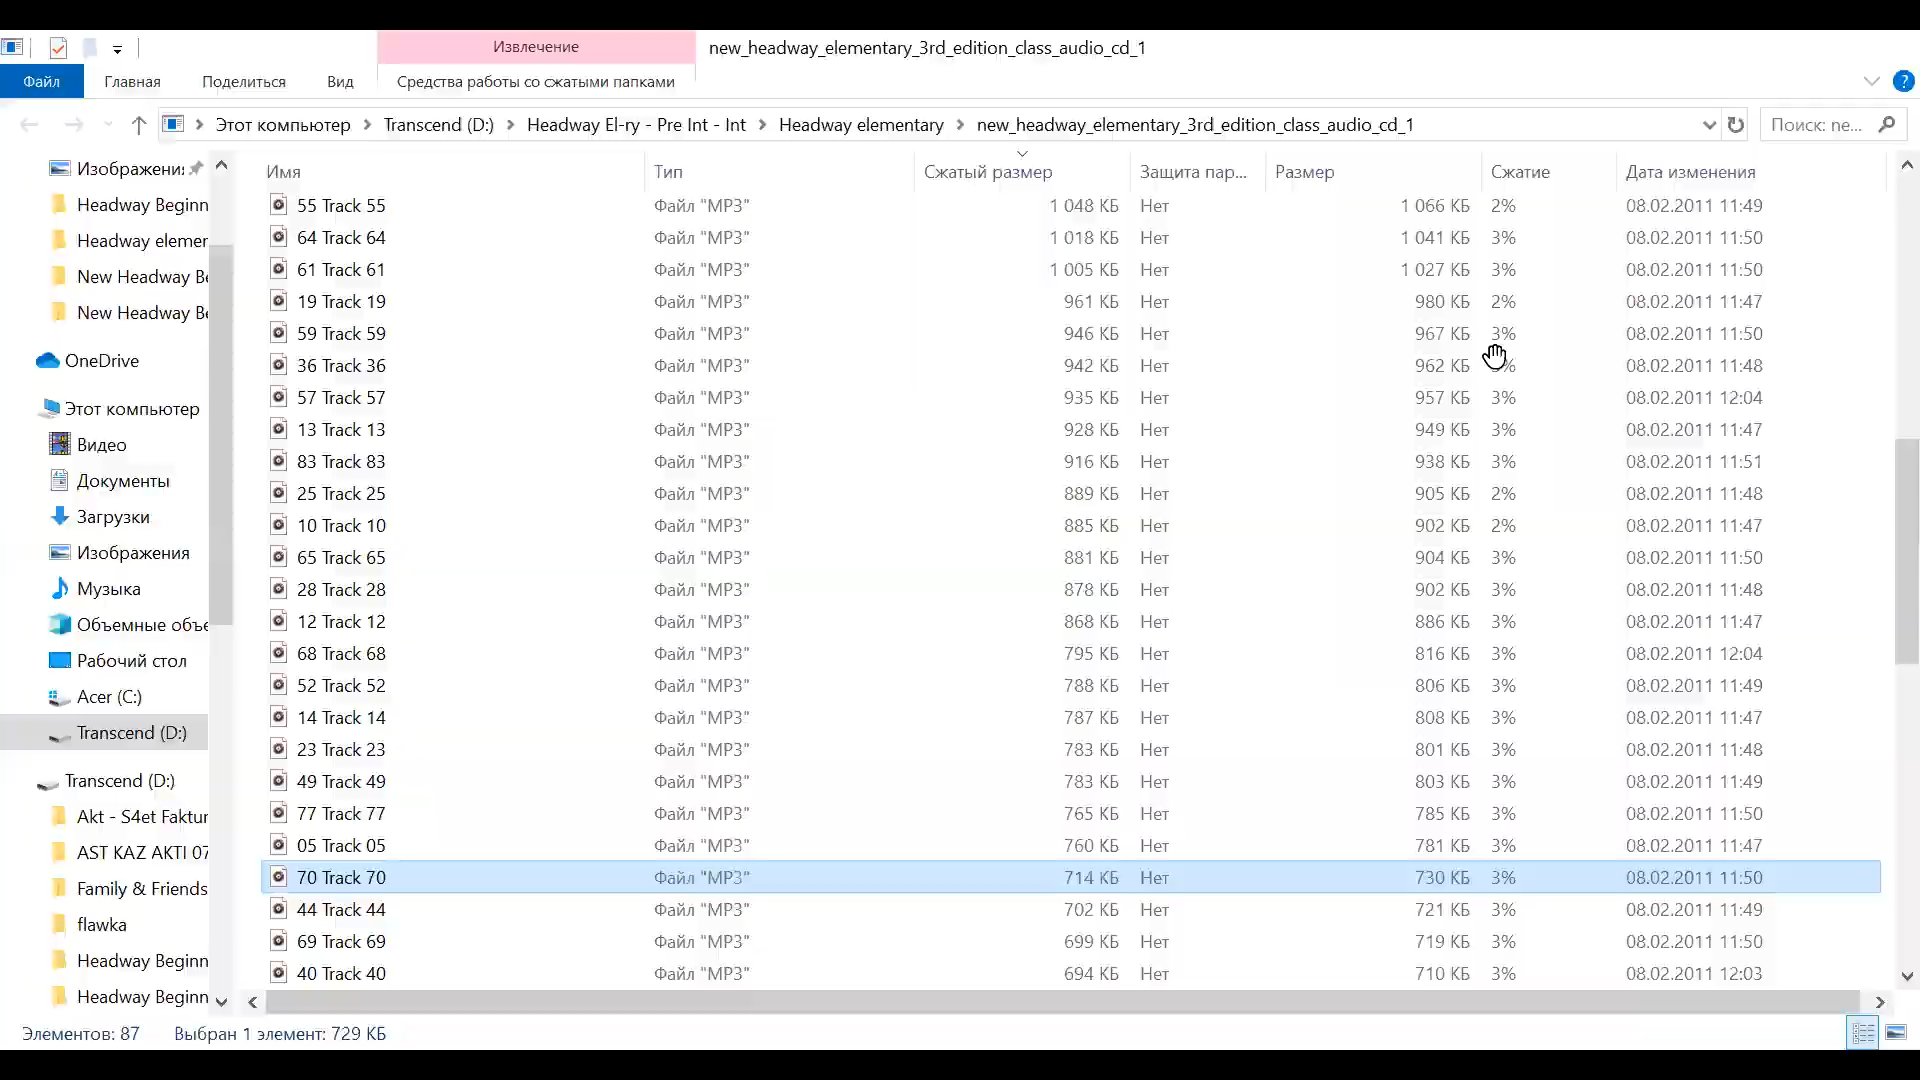 Извлечение
new_headway_elementary_3rd_edition_class_audio_cd_1
Файл Главная Поделиться Вид Средства работы со сжатыми папками
Этот компьютер Transcend (D:) Headway El-ry - Pre Int - Int Headway elementary new_headway_elementary_3rd_edition_class_audio_cd_1 Поиск: ne...
Изображени
Headway Beginn
Headway elemer
New Headway Be
New Headway Be
OneDrive
Этот компьютер
Видео
Документы
Загрузки
Изображения
Музыка
Объемные объе
Рабочий стол
Acer (C:)
Transcend (D:)
Transcend (D:)
Akt - S4et Faktur
AST KAZ AKTI 07
Family & Friends
flawka
Headway Beginn
Headway Beginn
Имя Тип Сжатый размер Защита пар... Размер Сжатие Дата изменения
55 Track 55 Файл "MP3" 1 048 КБ Нет 1 066 КБ 2% 08.02.2011 11:49
64 Track 64 Файл "MP3" 1 018 КБ Нет 1 041 КБ 3% 08.02.2011 11:50
61 Track 61 Файл "MP3" 1 005 КБ Нет 1 027 КБ 3% 08.02.2011 11:50
19 Track 19 Файл "MP3" 961 КБ Нет 980 КБ 2% 08.02.2011 11:47
59 Track 59 Файл "MP3" 946 КБ Нет 967 КБ 3% 08.02.2011 11:50
36 Track 36 Файл "MP3" 942 КБ Нет 962 КБ 08.02.2011 11:48
57 Track 57 Файл "MP3" 935 КБ Нет 957 КБ 3% 08.02.2011 12:04
13 Track 13 Файл "MP3" 928 КБ Нет 949 КБ 3% 08.02.2011 11:47
83 Track 83 Файл "MP3" 916 КБ Нет 938 КБ 3% 08.02.2011 11:51
25 Track 25 Файл "MP3" 889 КБ Нет 905 КБ 2% 08.02.2011 11:48
10 Track 10 Файл "MP3" 885 КБ Нет 902 КБ 2% 08.02.2011 11:47
65 Track 65 Файл "MP3" 881 КБ Нет 904 КБ 3% 08.02.2011 11:50
28 Track 28 Файл "MP3" 878 КБ Нет 902 КБ 3% 08.02.2011 11:48
12 Track 12 Файл "MP3" 868 КБ Нет 886 КБ 3% 08.02.2011 11:47
68 Track 68 Файл "MP3" 795 КБ Нет 816 КБ 3% 08.02.2011 12:04
52 Track 52 Файл "MP3" 788 КБ Нет 806 КБ 3% 08.02.2011 11:49
14 Track 14 Файл "MP3" 787 КБ Нет 808 КБ 3% 08.02.2011 11:47
23 Track 23 Файл "MP3" 783 КБ Нет 801 КБ 3% 08.02.2011 11:48
49 Track 49 Файл "MP3" 783 КБ Нет 803 КБ 3% 08.02.2011 11:49
77 Track 77 Файл "MP3" 765 КБ Нет 785 КБ 3% 08.02.2011 11:50
05 Track 05 Файл "MP3" 760 КБ Нет 781 КБ 3% 08.02.2011 11:47
70 Track 70 Файл "MP3" 714 КБ Нет 730 КБ 3% 08.02.2011 11:50
44 Track 44 Файл "MP3" 702 КБ Нет 721 КБ 3% 08.02.2011 11:49
69 Track 69 Файл "MP3" 699 КБ Нет 719 КБ 3% 08.02.2011 11:50
40 Track 40 Файл "MP3" 694 КБ Нет 710 КБ 3% 08.02.2011 12:03
Элементов: 87 Выбран 1 элемент: 729 КБ